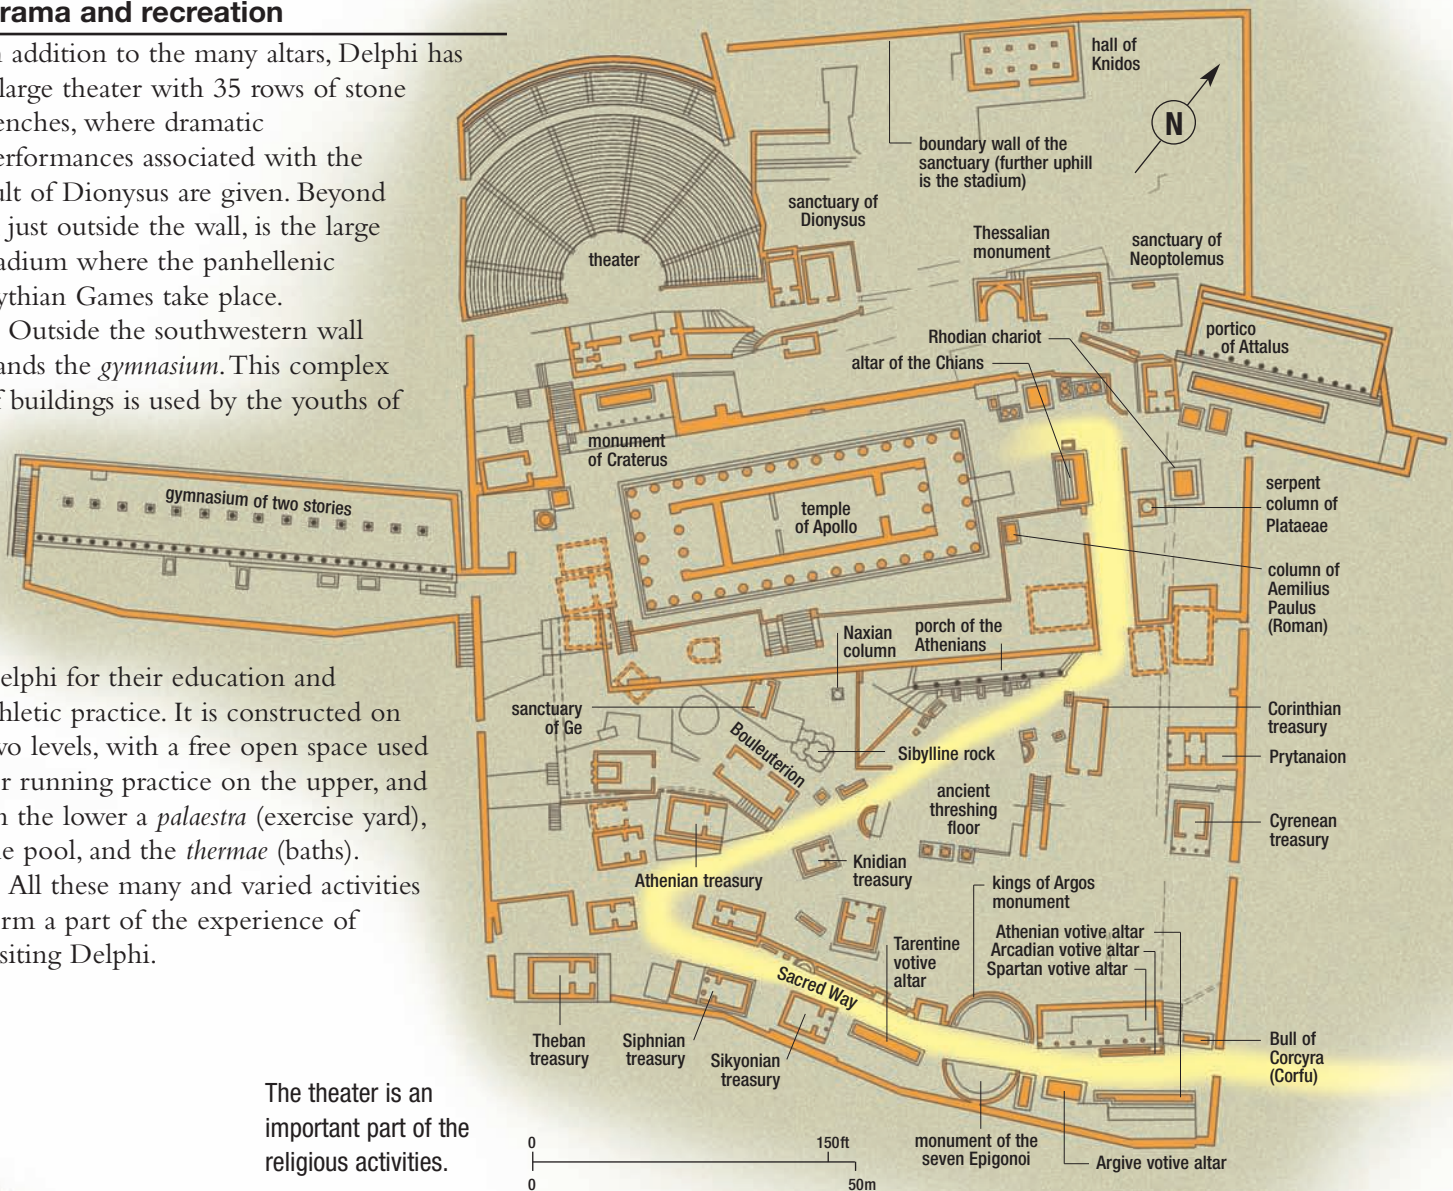 rama and recreation
n addition to the many altars, Delphi has
large theater with 35 rows of stone
enches, where dramatic
erformances associated with the
ult of Dionysus are given. Beyond
just outside the wall, is the large
adium where the panhellenic
ythian Games take place.
Outside the southwestern wall
ands the gymnasium. This complex
f buildings is used by the youths of
elphi for their education and
hletic practice. It is constructed on
wo levels, with a free open space used
or running practice on the upper, and
n the lower a palaestra (exercise yard),
he pool, and the thermae (baths).
All these many and varied activities
orm a part of the experience of
siting Delphi.
The theater is an
important part of the
religious activities.
hall of
Knidos
N
boundary wall of the
sanctuary (further uphill
is the stadium)
sanctuary of
Dionysus
theater
Thessalian
monument
sanctuary of
Neoptolemus
Rhodian chariot
altar of the Chians
portico
of Attalus
monument
of Craterus
gymnasium of two stories
temple
of Apollo
serpent
column of
Plataeae
column of
Aemilius
Paulus
(Roman)
Naxian
column
porch of the
Athenians
sanctuary
of Ge
Bouleuterion
Sibylline rock
Corinthian
treasury
Prytanaion
ancient
threshing
floor
Cyrenean
treasury
Athenian treasury
Knidian
treasury
kings of Argos
monument
Athenian votive altar
Arcadian votive altar
Spartan votive altar
Tarentine
votive
altar
Sacred Way
Theban
treasury
Siphnian
treasury
Sikyonian
treasury
Bull of
Corcyra
(Corfu)
monument of the
seven Epigonoi
Argive votive altar
0 150ft
0 50m